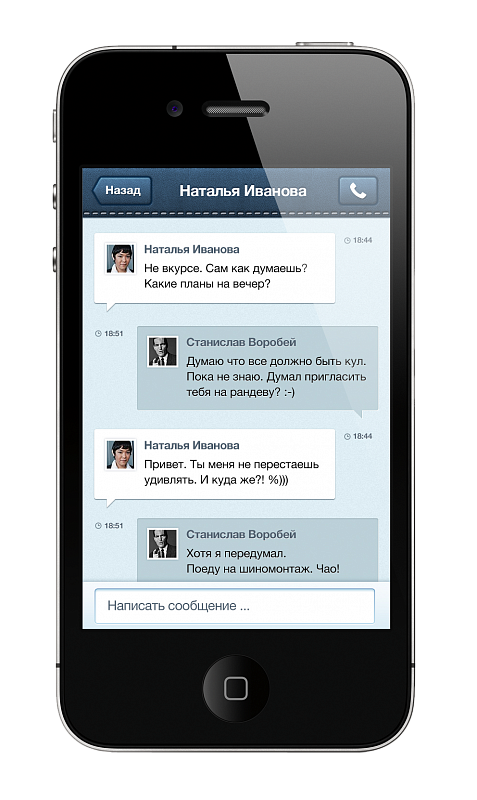 Назад
Наталья Иванова
18:44
Наталья Иванова
Не вкурсе. Сам как думаешь?
Какие планы на вечер?
18:51
Станислав Воробей
Думаю что все должно быть кул.
Пока не знаю. Думал пригласить
тебя на рандеву? :-)
18:44
Наталья Иванова
Привет. Ты меня не перестаешь
удивлять. И куда же?! %)))
18:51
Станислав Воробей
Хотя я передумал.
Поеду на шиномонтаж. Чао!
Написать сообщение ...